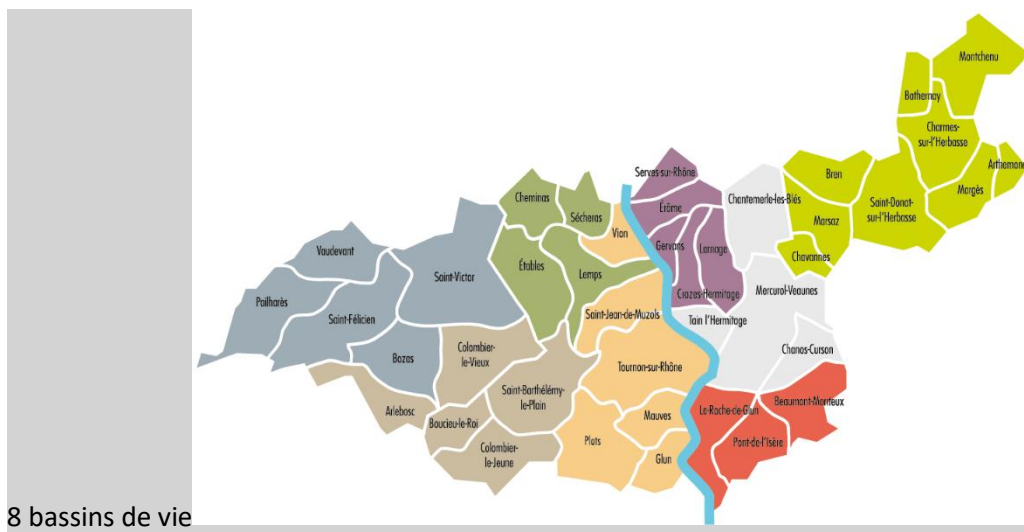 Montchenu
Bathernay
Charmes-
sur-l'Herbasse
Arthemonay
Margès
Bren
Saint-Donat-
sur-l'Herbasse
Marsaz
Chavannes
Serves-sur-Rhône
Chantemerle-les-Blés
Érôme
Gervans
Larnage
Crozes-Hermitage
Mercurol-Veaunes
Tain l'Hermitage
Chanos-Curson
Cheminas
Sécheras
Vion
Étables
Lemps
Vaudevant
Saint-Victor
Pailharès
Saint-Félicien
Bozas
Colombier-
le-Vieux
Saint-Jean-de-Muzols
Tournon-sur-Rhône
Saint-Barthélémy-
le-Plain
Arlebosc
Boucieu-le-Roi
Colombier-
le-Jeune
Plats
Mauves
Glun
La-Roche-de-Glun
Beaumont-Monteux
Pont-de-l'Isère
8 bassins de vie